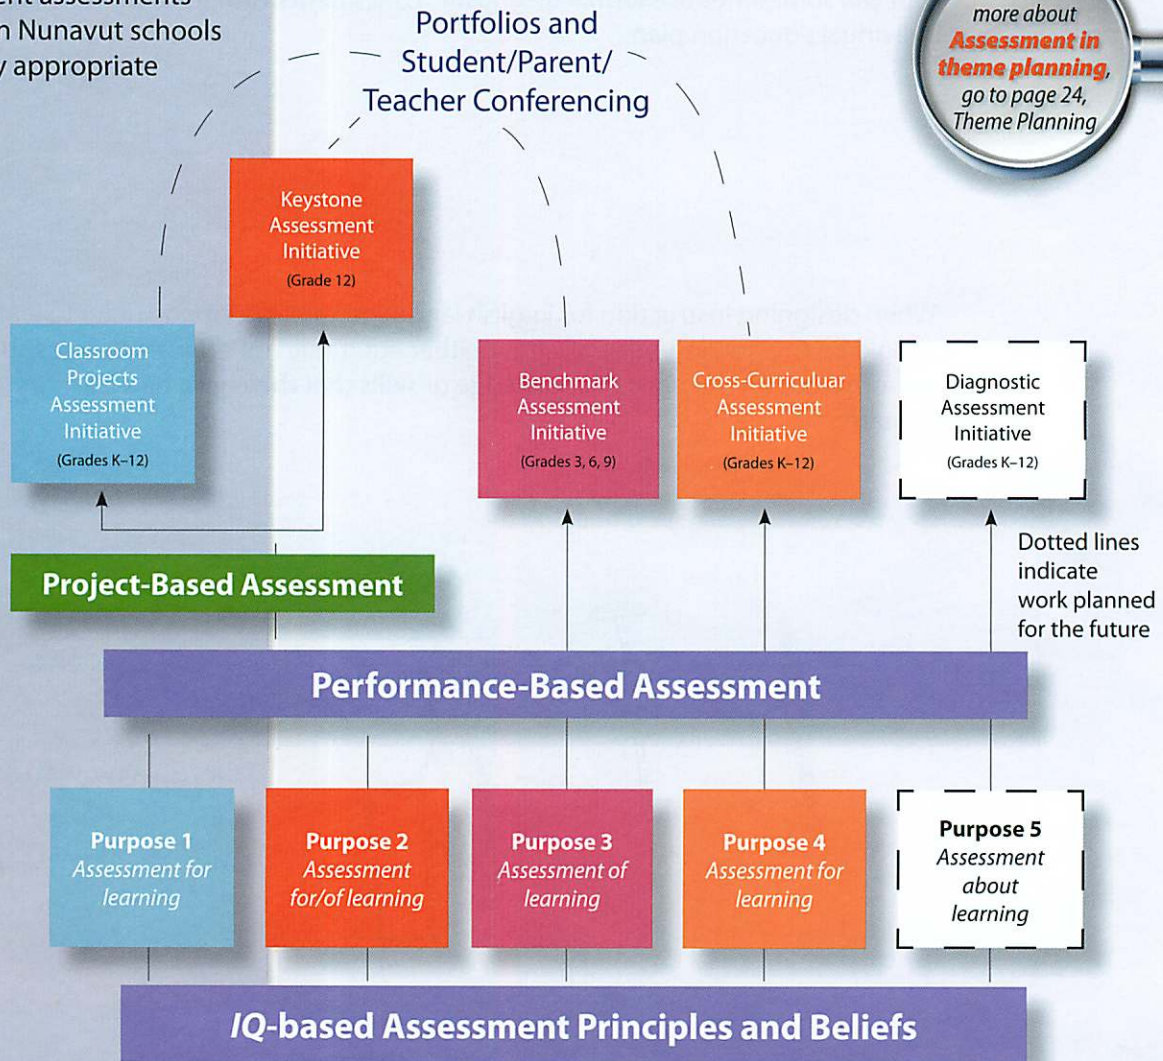 ent assessments
n Nunavut schools
y appropriate
Portfolios and
Student/Parent/
Teacher Conferencing
more about
Assessment in
theme planning,
go to page 24,
Theme Planning
Keystone
Assessment
Initiative
(Grade 12)
Classroom
Projects
Assessment
Initiative
(Grades K–12)
Benchmark
Assessment
Initiative
(Grades 3, 6, 9)
Cross-Curriculuar
Assessment
Initiative
(Grades K–12)
Diagnostic
Assessment
Initiative
(Grades K–12)
Dotted lines
indicate
work planned
for the future
Project-Based Assessment
Performance-Based Assessment
Purpose 1
Assessment for
learning
Purpose 2
Assessment
for/of learning
Purpose 3
Assessment of
learning
Purpose 4
Assessment for
learning
Purpose 5
Assessment
about
learning
IQ-based Assessment Principles and Beliefs